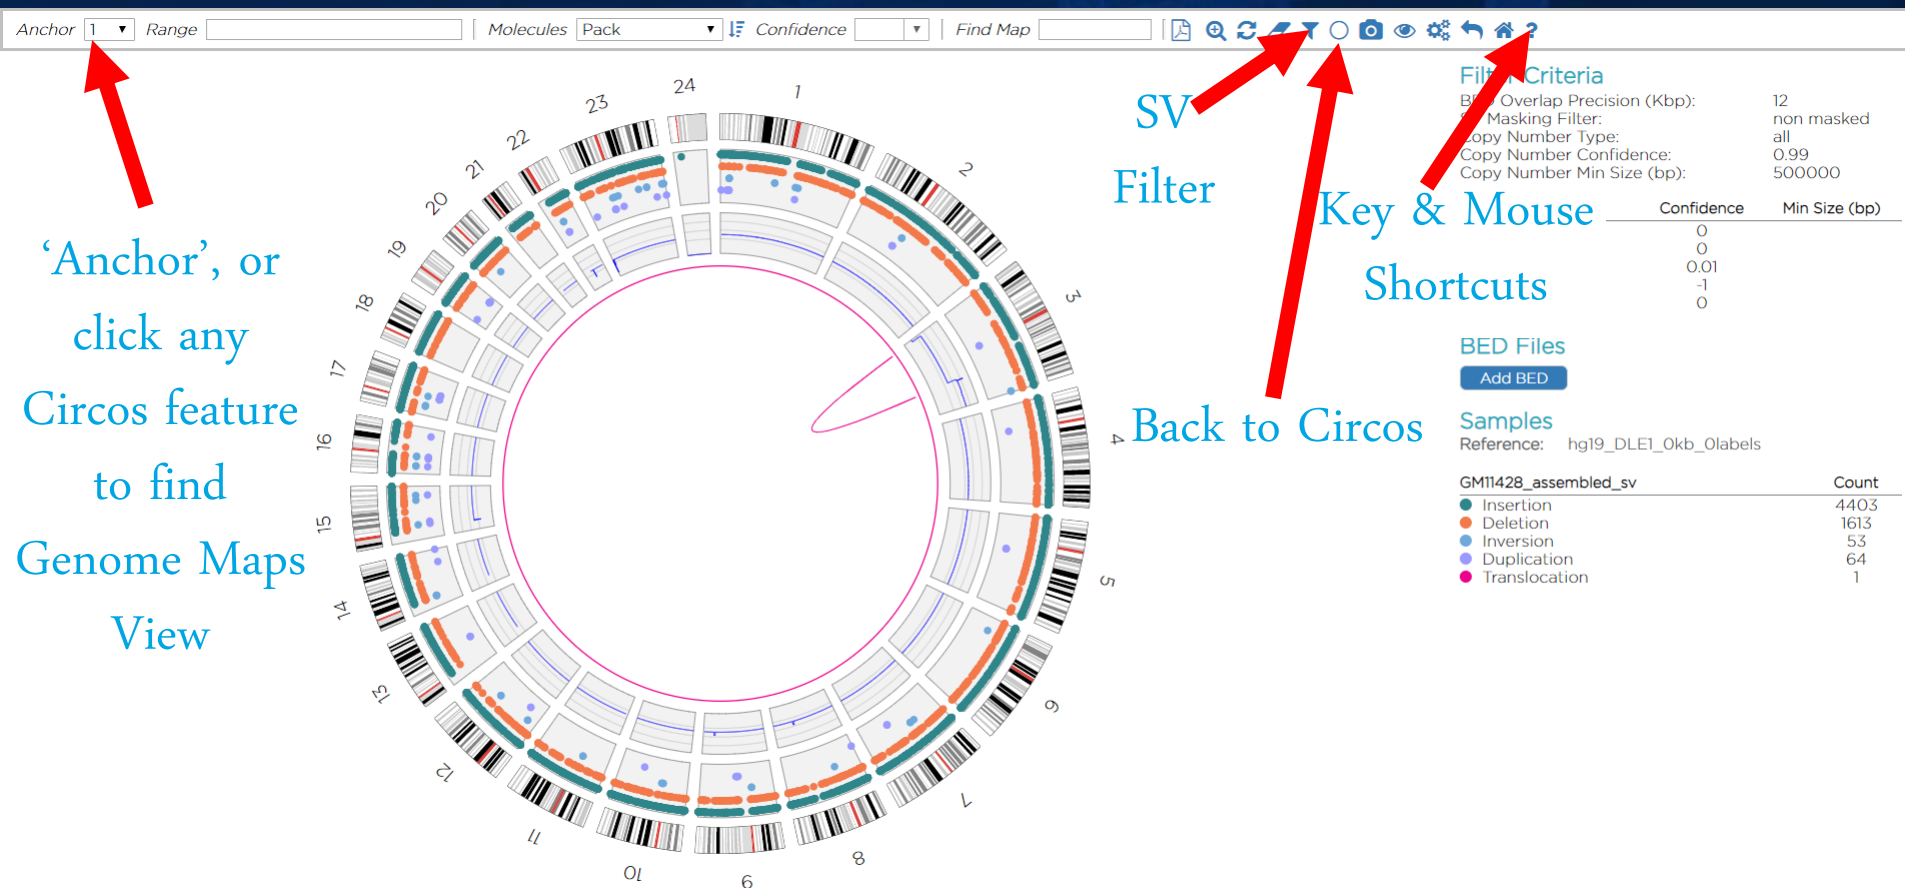 Anchor 1 Range Molecules Pack Confidence Find Map ?
‘Anchor’, or
click any
Circos feature
to find
Genome Maps
View
SV
Filter
Back to Circos
Key & Mouse
Shortcuts
1
2
3
4
5
6
7
8
9
10
11
12
13
14
15
16
17
18
19
20
21
22
23
24
Criteria
Overlap Precision (Kbp): 12
Masking Filter: non masked
Copy Number Type: all
Copy Number Confidence: 0.99
Copy Number Min Size (bp): 500000
Confidence Min Size (bp)
0
0
0.01
-1
0
BED Files
Add BED
Samples
Reference: hg19_DLE1_0kb_0labels
GM11428_assembled_sv Count
Insertion 4403
Deletion 1613
Inversion 53
Duplication 64
Translocation 1